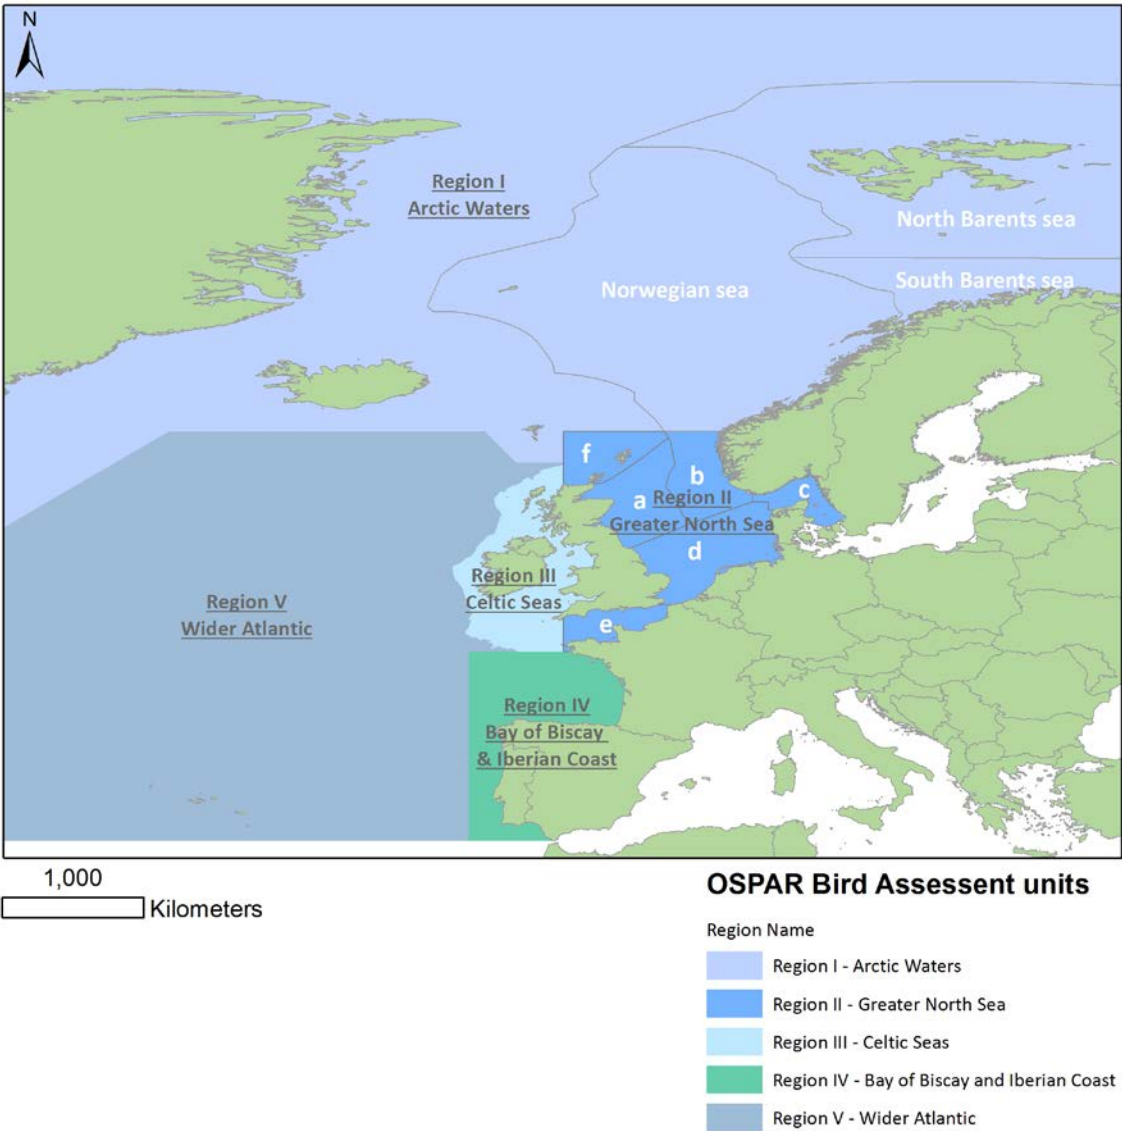 N
Region I
Arctic Waters
North Barents sea
South Barents sea
Norwegian sea
f
b
c
a
Region II
Greater North Sea
d
Region III
Celtic Seas
Region V
Wider Atlantic
e
Region IV
Bay of Biscay
& Iberian Coast
1,000
Kilometers
OSPAR Bird Assessent units
Region Name
Region I - Arctic Waters
Region II - Greater North Sea
Region III - Celtic Seas
Region IV - Bay of Biscay and Iberian Coast
Region V - Wider Atlantic